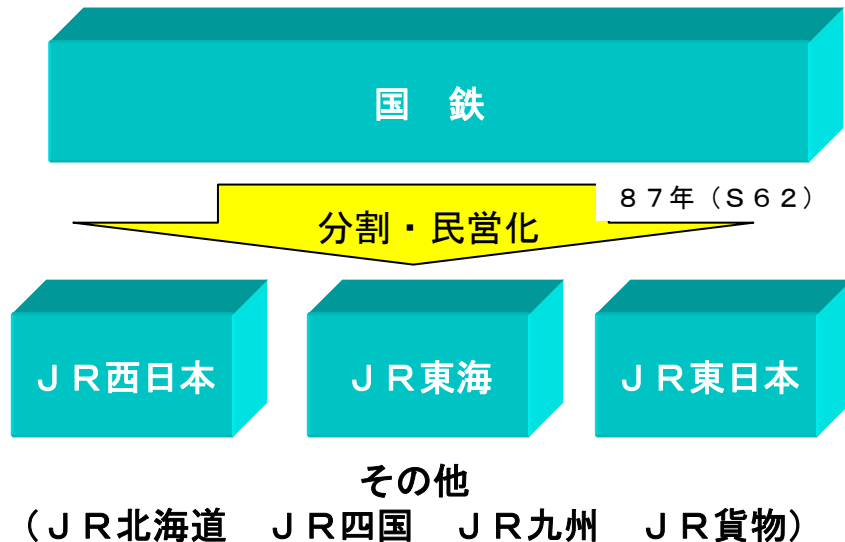 国　鉄
８７年（Ｓ６２）
分割・民営化
ＪＲ西日本　ＪＲ東海　ＪＲ東日本
その他
（ＪＲ北海道　ＪＲ四国　ＪＲ九州　ＪＲ貨物）